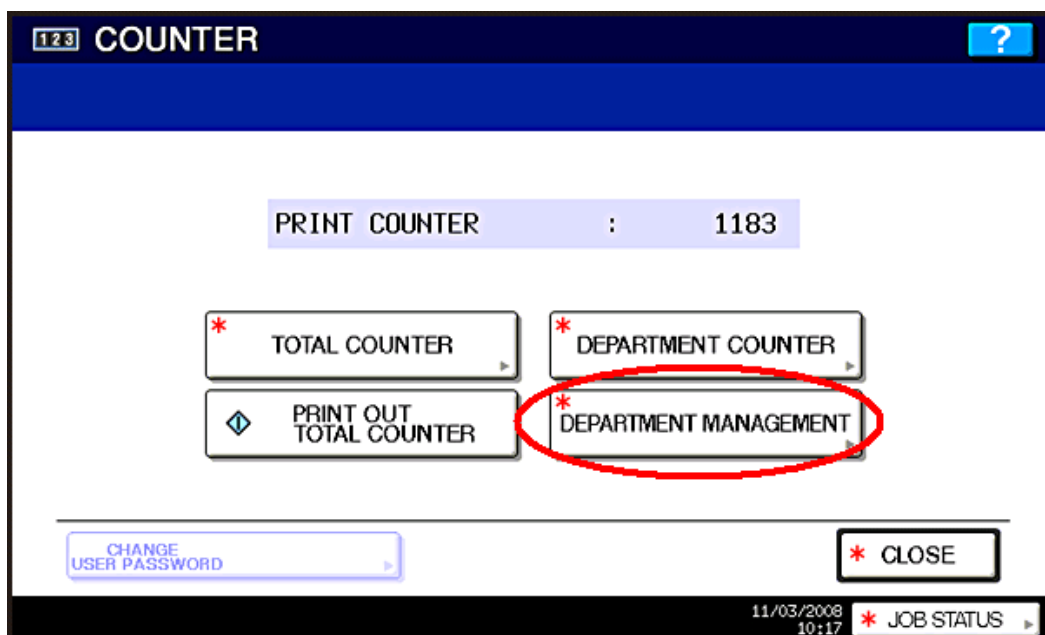 123 COUNTER ?
PRINT COUNTER : 1183
* TOTAL COUNTER
* DEPARTMENT COUNTER
PRINT OUT
TOTAL COUNTER
* DEPARTMENT MANAGEMENT
CHANGE
USER PASSWORD
* CLOSE
11/03/2008
10:17
* JOB STATUS